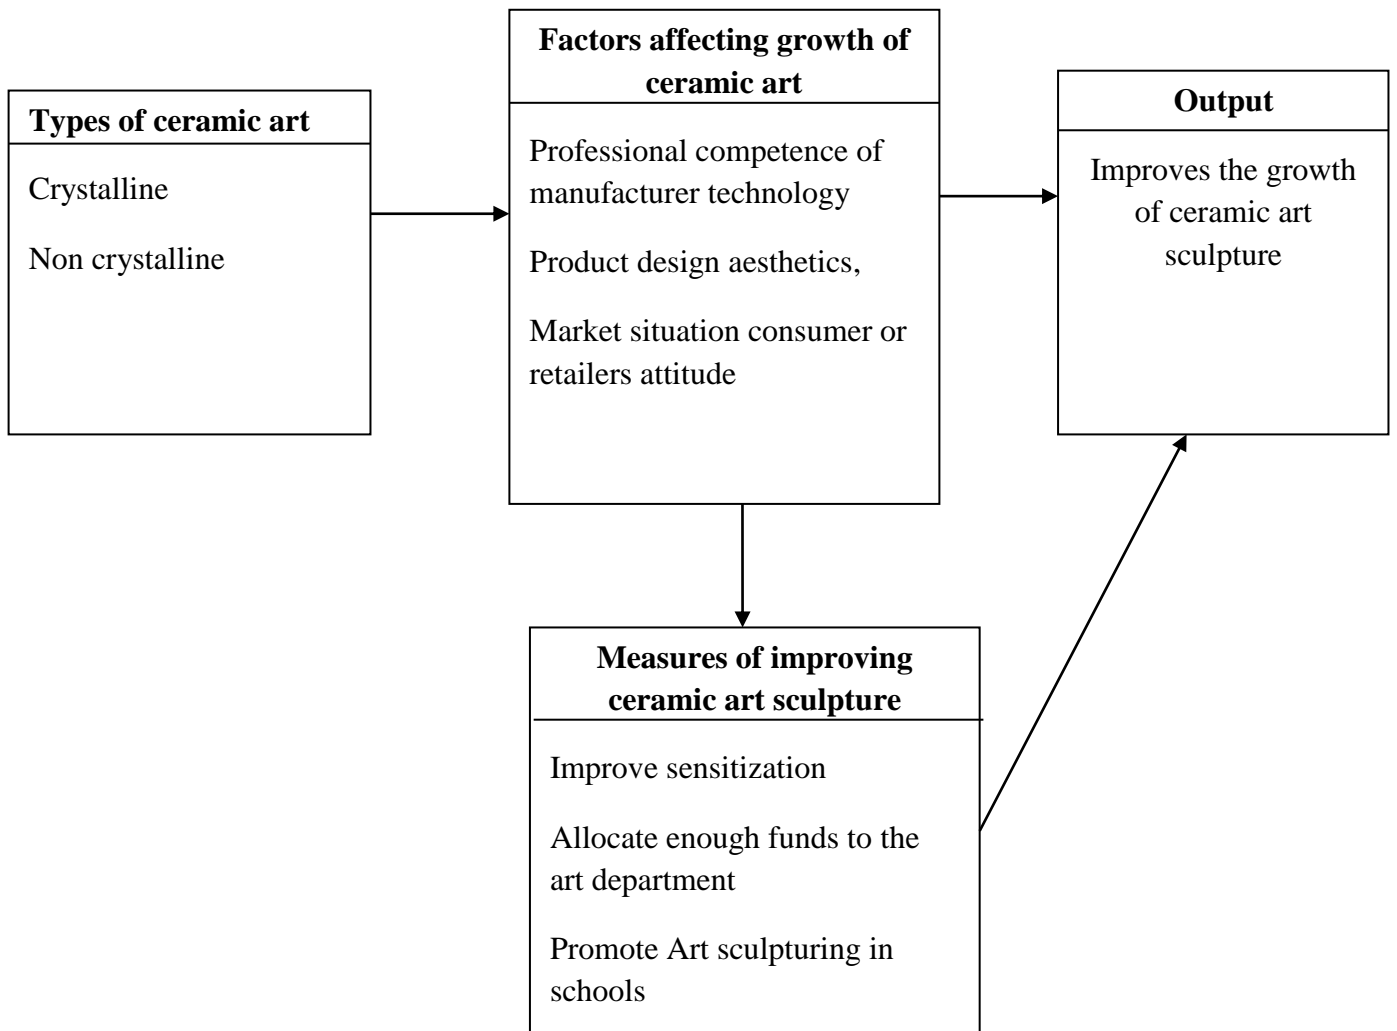 Types of ceramic art
Crystalline
Non crystalline
Factors affecting growth of
ceramic art
Professional competence of
manufacturer technology
Product design aesthetics,
Market situation consumer or
retailers attitude
Output
Improves the growth
of ceramic art
sculpture
Measures of improving
ceramic art sculpture
Improve sensitization
Allocate enough funds to the
art department
Promote Art sculpturing in
schools